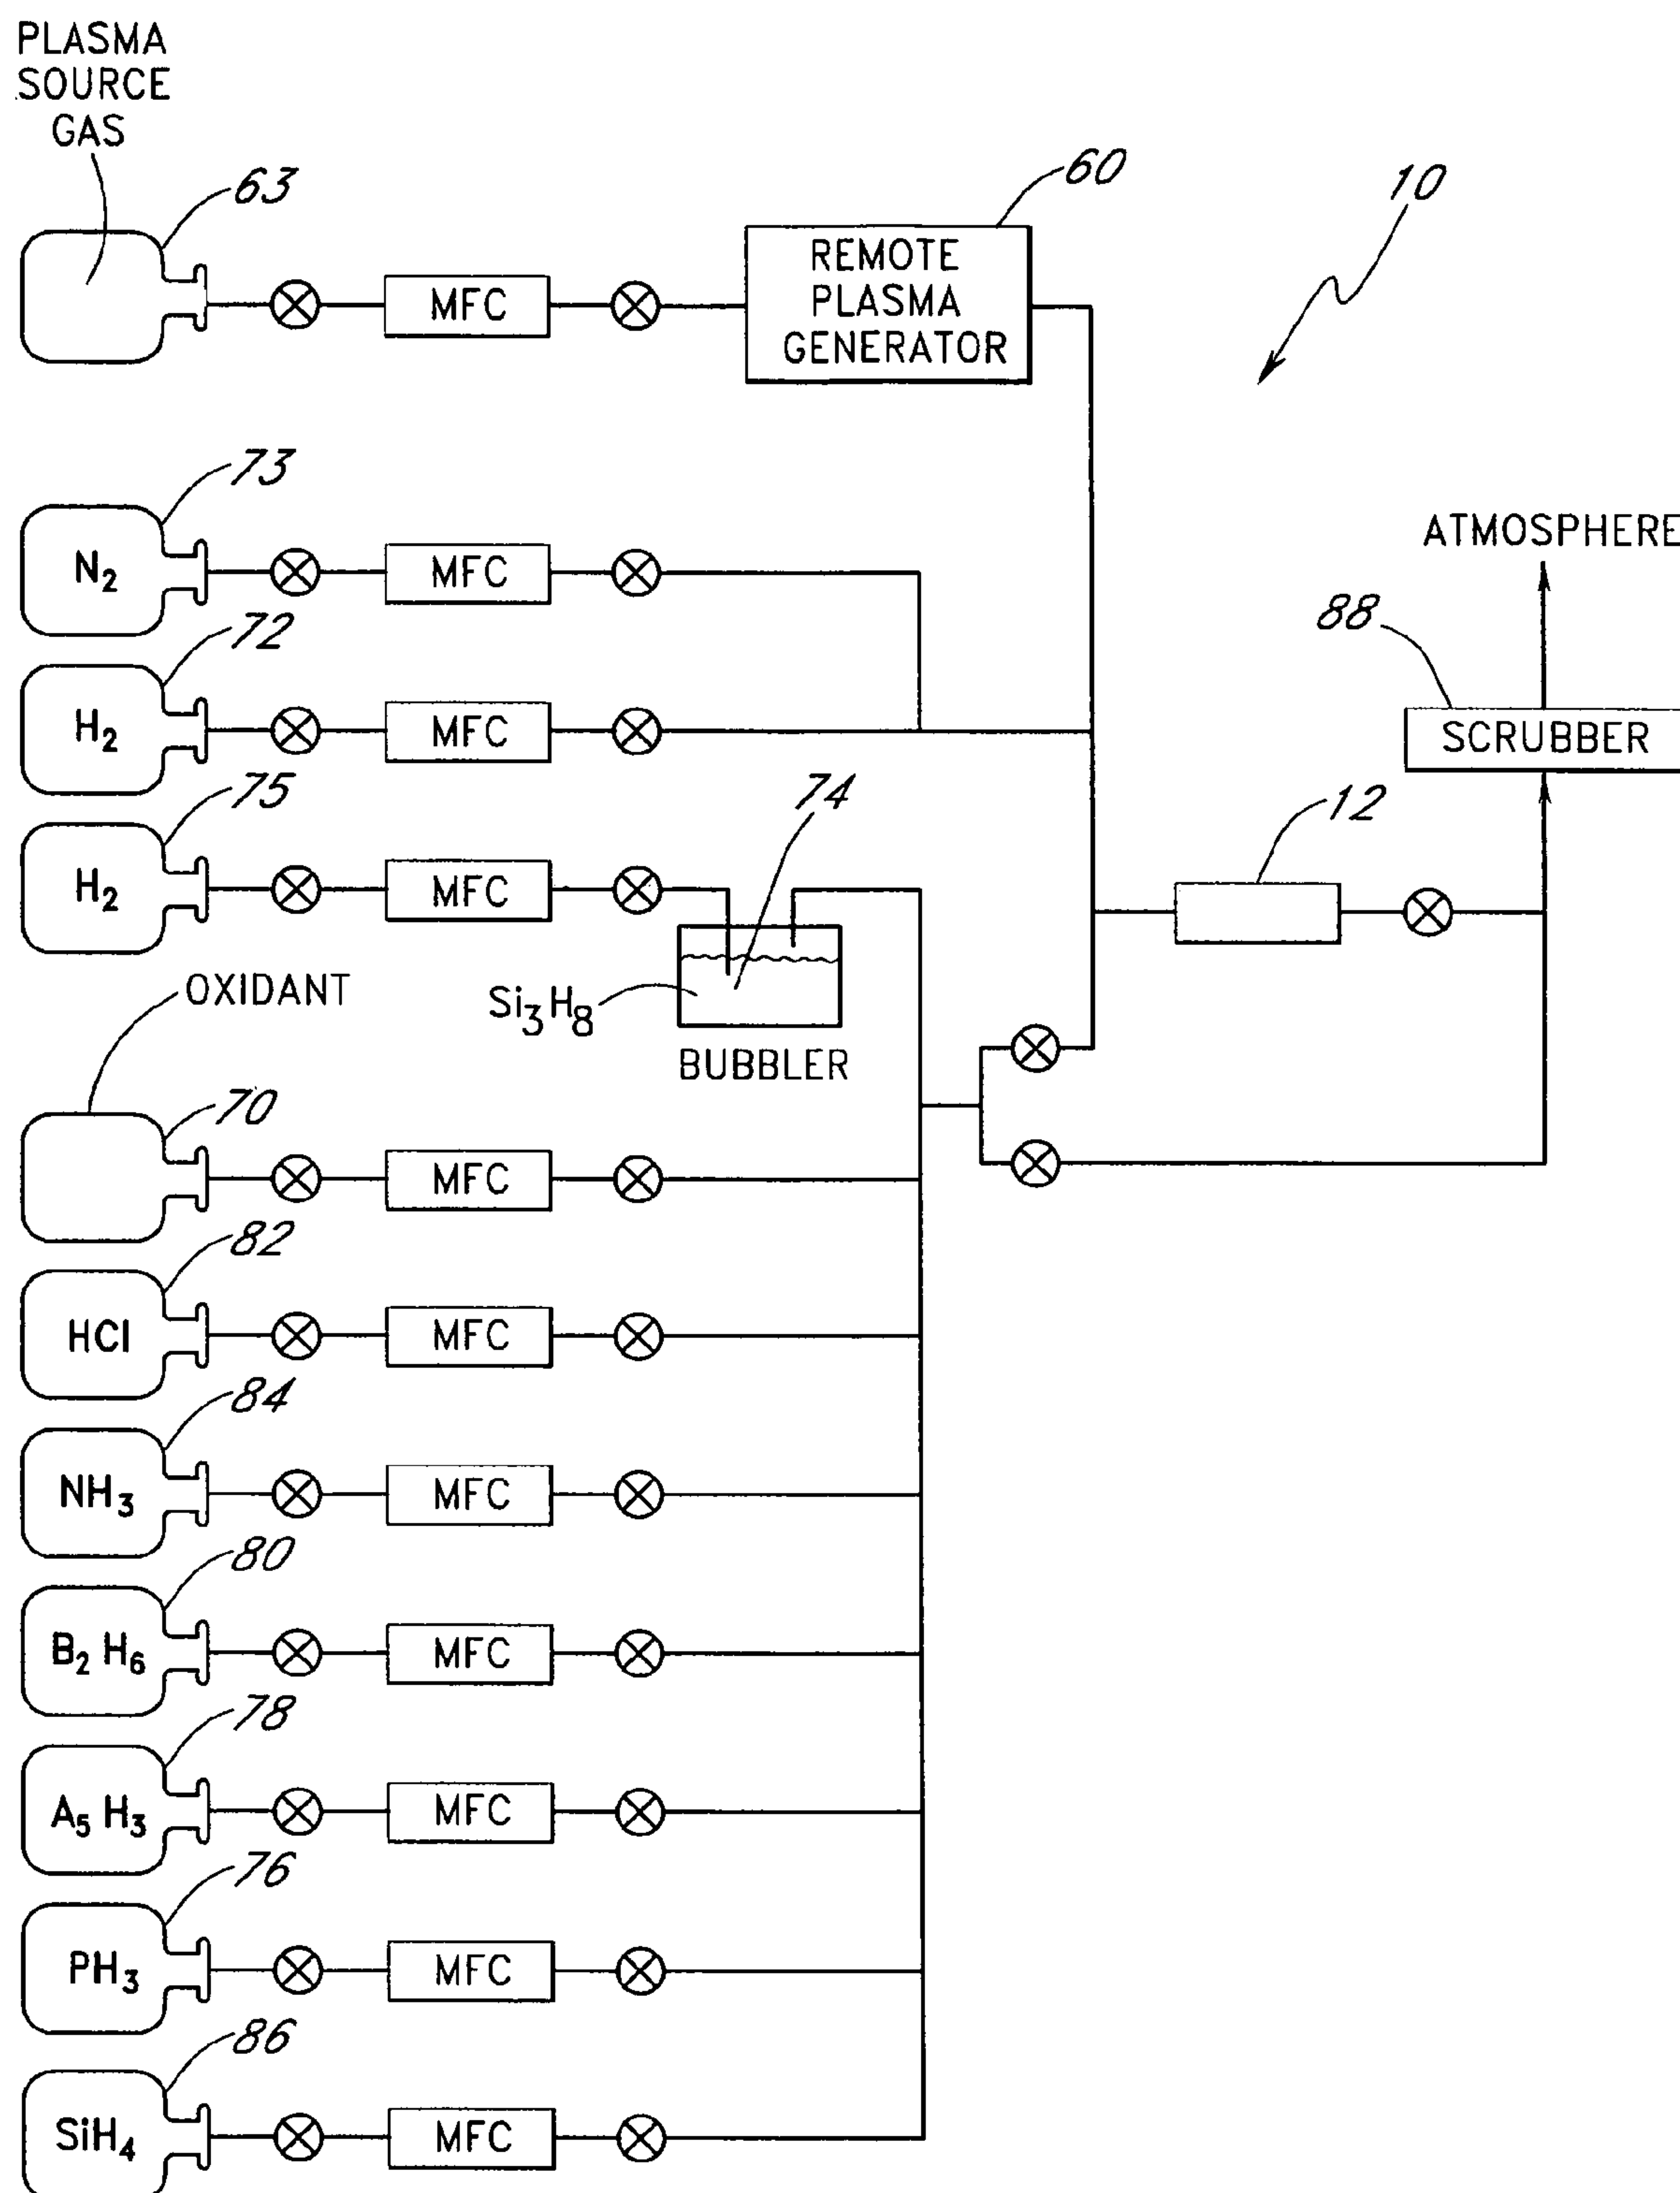 PLASMA
SOURCE
GAS
63
60
10
MFC
REMOTE
PLASMA
GENERATOR
73
N2
MFC
ATMOSPHERE
72
88
H2
MFC
SCRUBBER
75
74
12
H2
MFC
OXIDANT
Si3H8
BUBBLER
70
MFC
82
HCl
MFC
84
NH3
MFC
80
B2 H6
MFC
78
A5 H3
MFC
76
PH3
MFC
86
SiH4
MFC